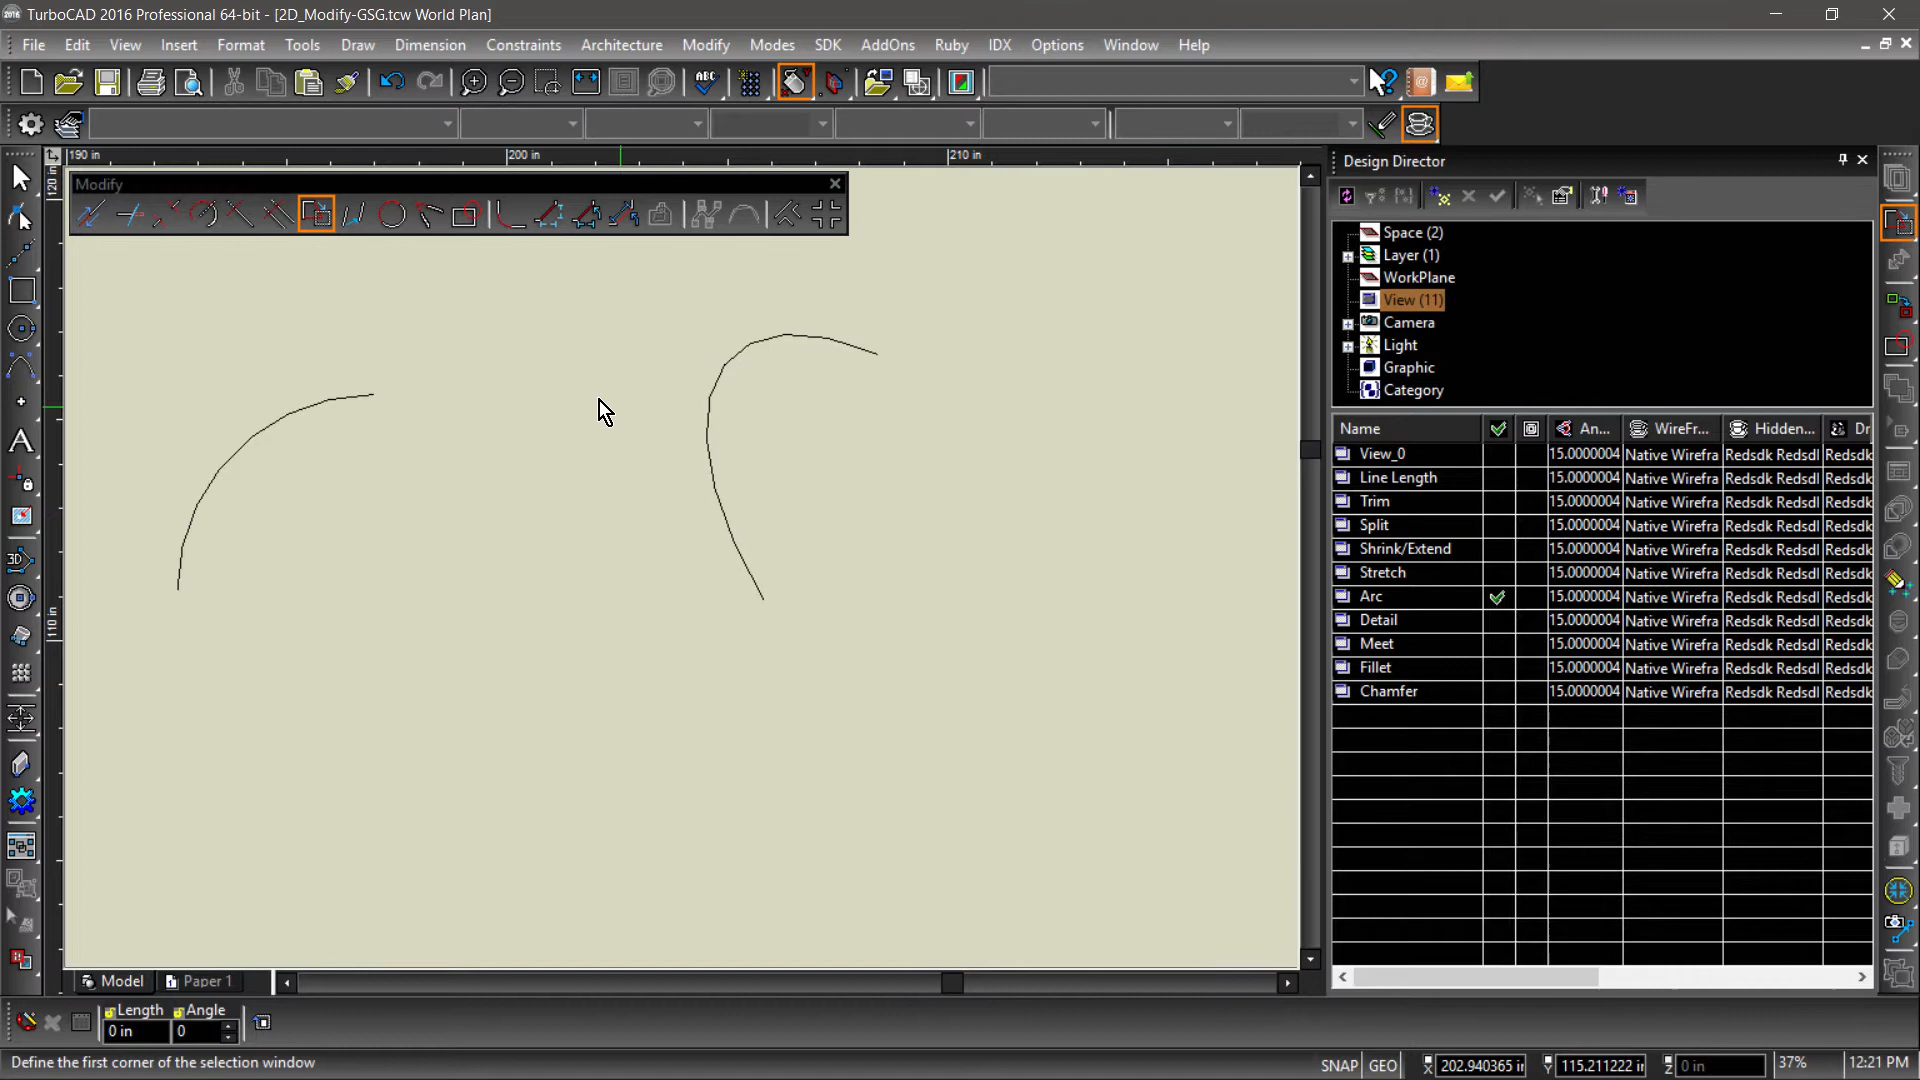 TurboCAD 2016 Professional 64-bit - [2D_Modify-GSG.tcw World Plan]
File Edit View Insert Format Tools Draw Dimension Constraints Architecture Modify Modes SDK AddOns Ruby IDX Options Window Help
190 in 200 in 210 in
120 in
110 in
Modify
Design Director
Space (2)
Layer (1)
WorkPlane
View (11)
Camera
Light
Graphic
Category
Name An... WireFr... Hidden... Dr
View_0 15.0000004 Native Wirefra Redsdk Redsdl Redsdk
Line Length 15.0000004 Native Wirefra Redsdk Redsdl Redsdk
Trim 15.0000004 Native Wirefra Redsdk Redsdl Redsdk
Split 15.0000004 Native Wirefra Redsdk Redsdl Redsdk
Shrink/Extend 15.0000004 Native Wirefra Redsdk Redsdl Redsdk
Stretch 15.0000004 Native Wirefra Redsdk Redsdl Redsdk
Arc 15.0000004 Native Wirefra Redsdk Redsdl Redsdk
Detail 15.0000004 Native Wirefra Redsdk Redsdl Redsdk
Meet 15.0000004 Native Wirefra Redsdk Redsdl Redsdk
Fillet 15.0000004 Native Wirefra Redsdk Redsdl Redsdk
Chamfer 15.0000004 Native Wirefra Redsdk Redsdl Redsdk
Model Paper 1
Length Angle
0 in 0
Define the first corner of the selection window
SNAP GEO X 202.940365 in Y 115.211222 in Z 0 in 37% 12:21 PM